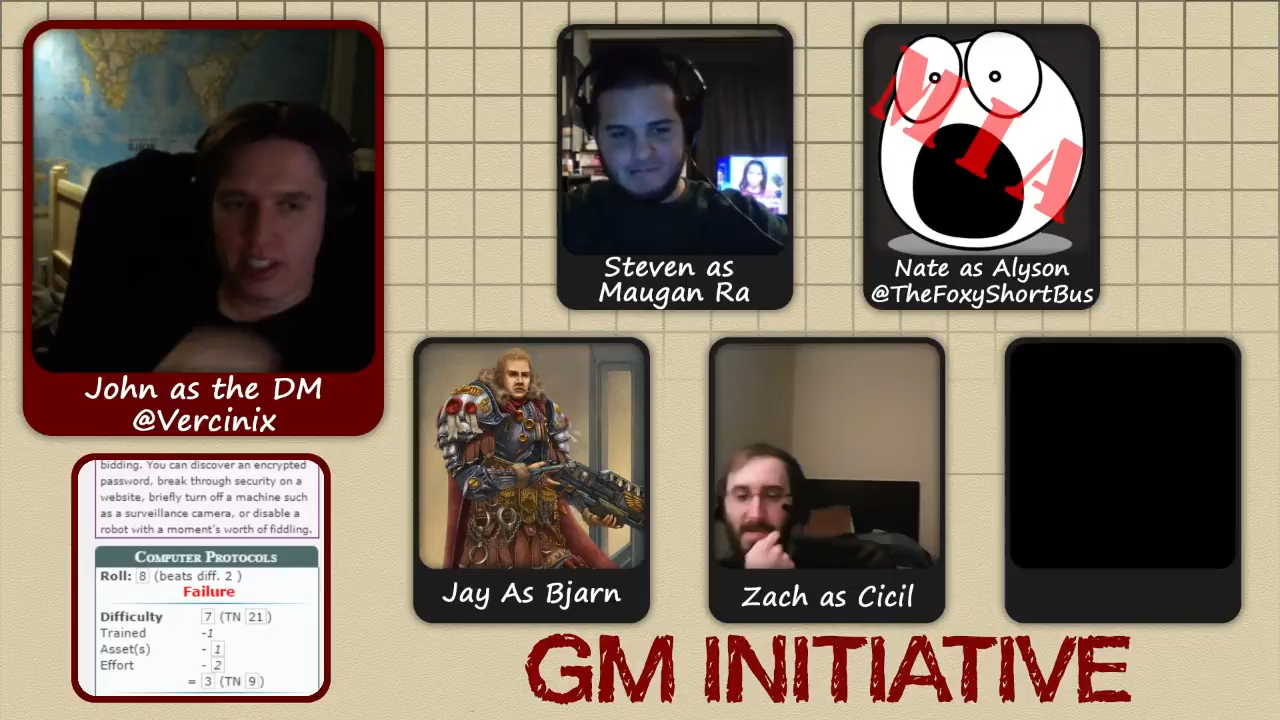 John as the DM
@Vercinix
Steven as
Maugan Ra
MIA
Nate as Alyson
@TheFoxyShortBus
Jay As Bjarn
Zach as Cicil
bidding. You can discover an encrypted
password, break through security on a
website, briefly turn off a machine such
as a surveillance camera, or disable a
robot with a moment's worth of fiddling.
COMPUTER PROTOCOLS
Roll: 8 (beats diff. 2 )
Failure
Difficulty 7 (TN 21)
Trained -1
Asset(s) - 1
Effort - 2
= 3 (TN 9)
GM INITIATIVE